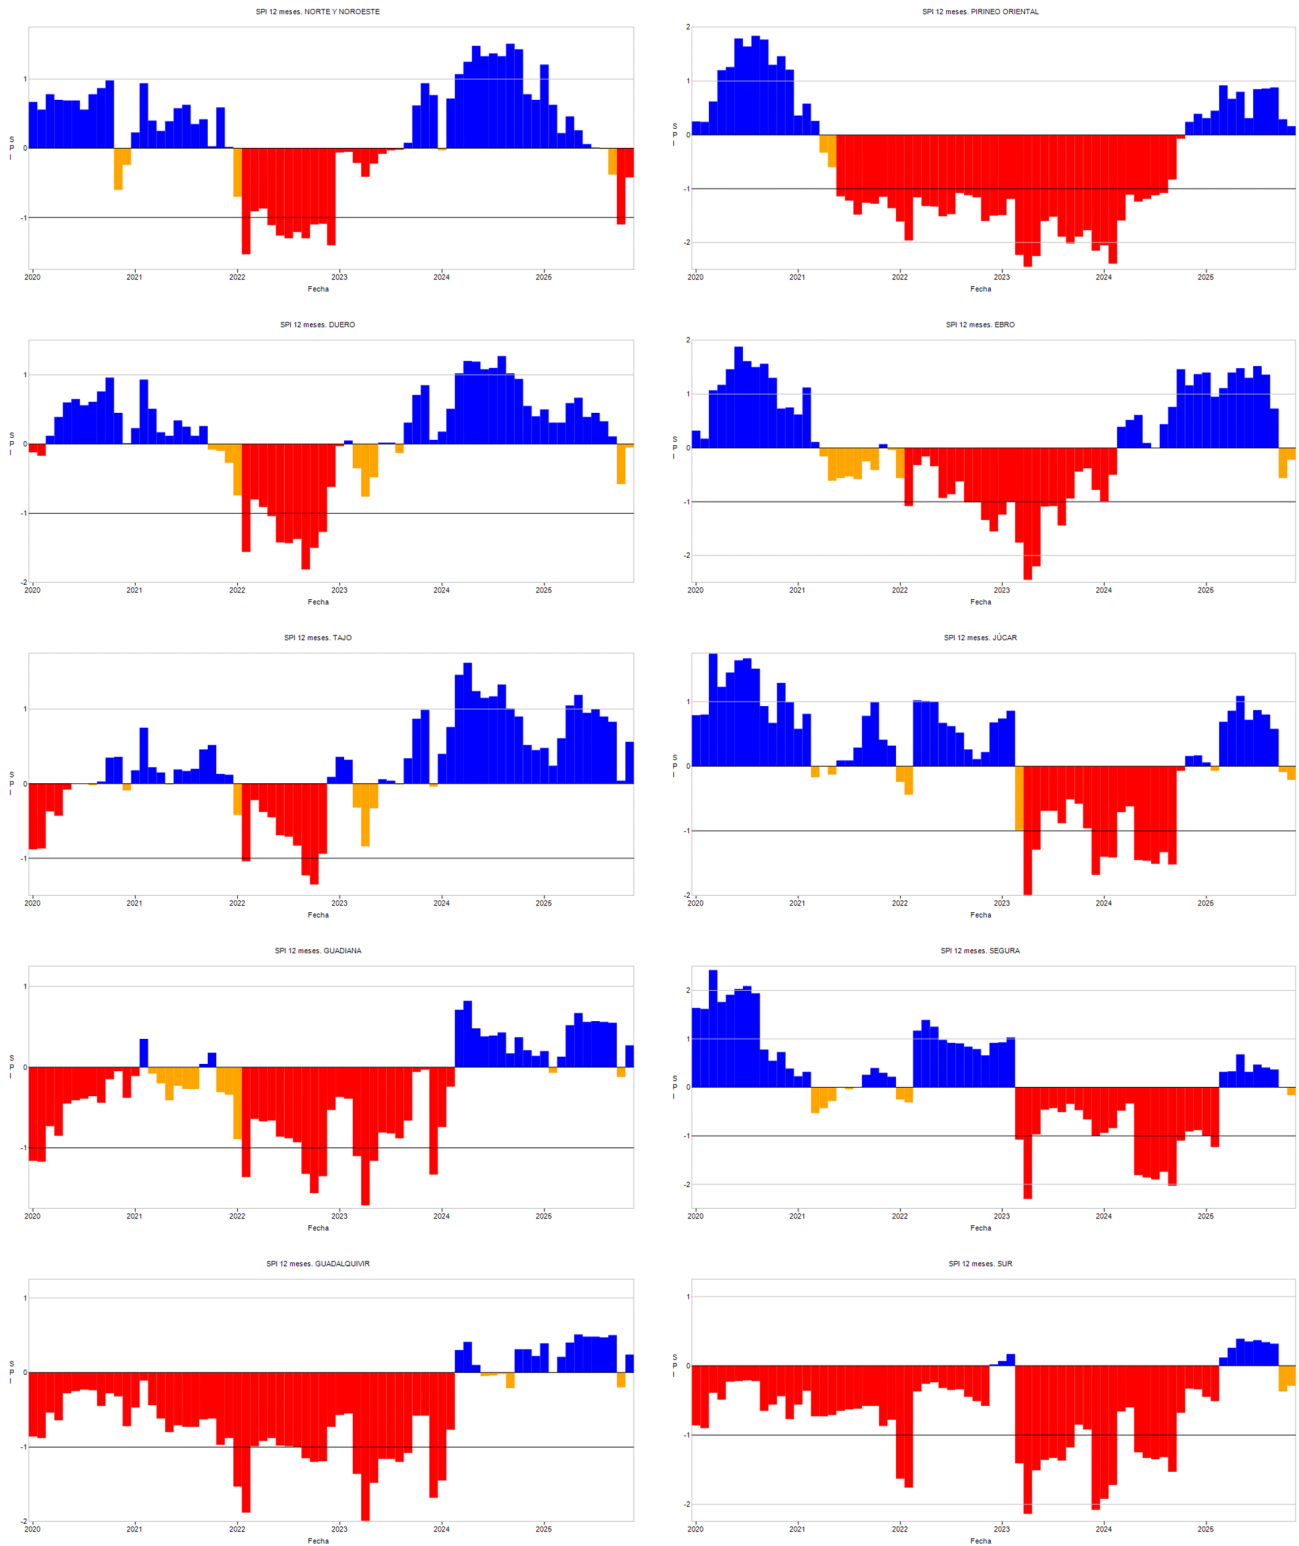 SPI 12 meses. NORTE Y NOROESTE
1
0
-1
S
P
I
2020 2021 2022 2023 2024 2025
Fecha
SPI 12 meses. PIRINEO ORIENTAL
2
1
0
-1
-2
S
P
I
2020 2021 2022 2023 2024 2025
Fecha
SPI 12 meses. DUERO
1
0
-1
-2
S
P
I
2020 2021 2022 2023 2024 2025
Fecha
SPI 12 meses. EBRO
2
1
0
-1
-2
S
P
I
2020 2021 2022 2023 2024 2025
Fecha
SPI 12 meses. TAJO
1
0
-1
S
P
I
2020 2021 2022 2023 2024 2025
Fecha
SPI 12 meses. JÚCAR
1
0
-1
-2
S
P
I
2020 2021 2022 2023 2024 2025
Fecha
SPI 12 meses. GUADIANA
1
0
-1
S
P
I
2020 2021 2022 2023 2024 2025
Fecha
SPI 12 meses. SEGURA
2
1
0
-1
-2
S
P
I
2020 2021 2022 2023 2024 2025
Fecha
SPI 12 meses. GUADALQUIVIR
1
0
-1
-2
S
P
I
2020 2021 2022 2023 2024 2025
Fecha
SPI 12 meses. SUR
1
0
-1
-2
S
P
I
2020 2021 2022 2023 2024 2025
Fecha